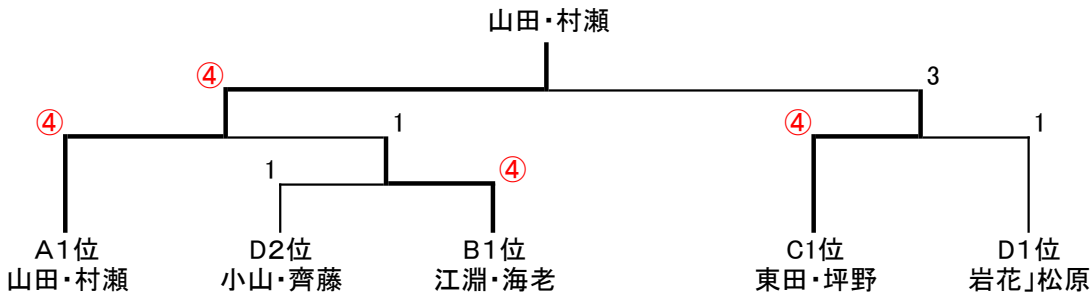 山田・村瀬
④
3
④
1
④
1
1
④
A1位
D2位
B1位
C1位
D1位
山田・村瀬
小山・齊藤
江淵・海老
東田・坪野
岩花」松原